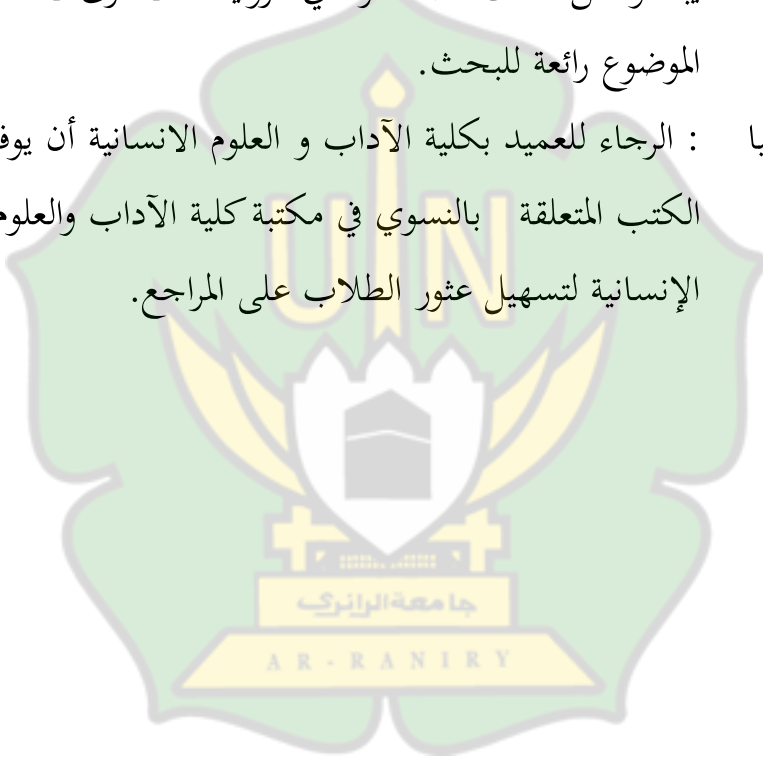 الموضوع رائعة للبحث.
: الرجاء للعميد بكلية الآداب و العلوم الانسانية أن
الكتب المتعلقة بالنسوي في مكتبة كلية الآداب والعلوم
الإنسانية لتسهيل عثور الطلاب على المراجع.
UIN
جامعة الرانري
AR-RANIRY